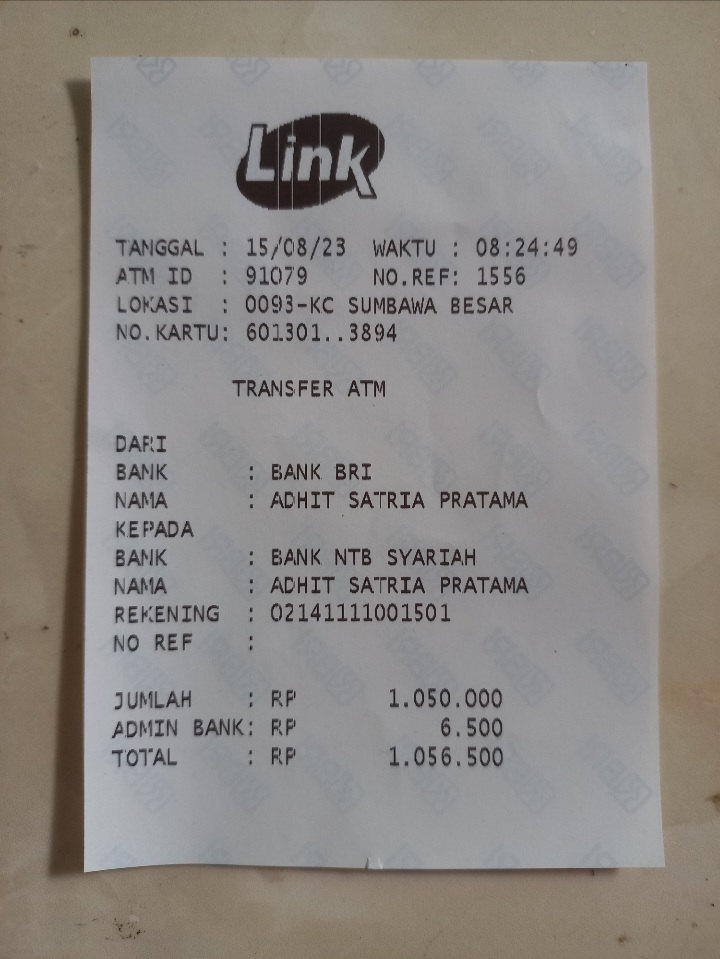 Link
TANGGAL : 15/08/23 WAKTU : 08:24:49
ATM ID : 91079 NO.REF: 1556
LOKASI : 0093-KC SUMBAWA BESAR
NO.KARTU: 601301..3894
TRANSFER ATM
DARI
BANK : BANK BRI
NAMA : ADHIT SATRIA PRATAMA
KEPADA
BANK : BANK NTB SYARIAH
NAMA : ADHIT SATRIA PRATAMA
REKENING : 02141111001501
NO REF :
JUMLAH : RP 1.050.000
ADMIN BANK: RP 6.500
TOTAL : RP 1.056.500